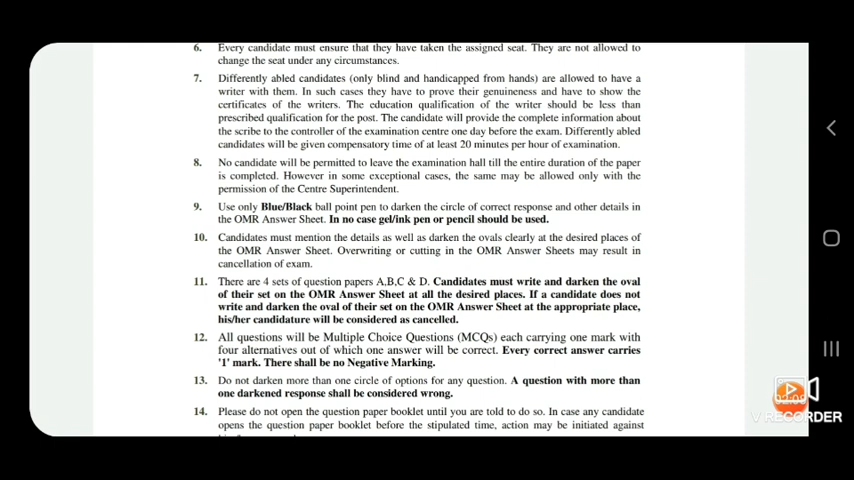 6. Every candidate must ensure that they have taken the assigned seat. They are not allowed to
change the seat under any circumstances.
7. Differently abled candidates (only blind and handicapped from hands) are allowed to have a
writer with them. In such cases they have to prove their genuineness and have to show the
certificates of the writers. The education qualification of the writer should be less than
prescribed qualification for the post. The candidate will provide the complete information about
the scribe to the controller of the examination centre one day before the exam. Differently abled
candidates will be given compensatory time of at least 20 minutes per hour of examination.
8. No candidate will be permitted to leave the examination hall till the entire duration of the paper
is completed. However in some exceptional cases, the same may be allowed only with the
permission of the Centre Superintendent.
9. Use only Blue/Black ball point pen to darken the circle of correct response and other details in
the OMR Answer Sheet. In no case gel/ink pen or pencil should be used.
10. Candidates must mention the details as well as darken the ovals clearly at the desired places of
the OMR Answer Sheet. Overwriting or cutting in the OMR Answer Sheets may result in
cancellation of exam.
11. There are 4 sets of question papers A,B,C & D. Candidates must write and darken the oval
of their set on the OMR Answer Sheet at all the desired places. If a candidate does not
write and darken the oval of their set on the OMR Answer Sheet at the appropriate place,
his/her candidature will be considered as cancelled.
12. All questions will be Multiple Choice Questions (MCQs) each carrying one mark with
four alternatives out of which one answer will be correct. Every correct answer carries
'1' mark. There shall be no Negative Marking.
13. Do not darken more than one circle of options for any question. A question with more than
one darkened response shall be considered wrong.
14. Please do not open the question paper booklet until you are told to do so. In case any candidate
opens the question paper booklet before the stipulated time, action may be initiated against
02:08
V RECORDER